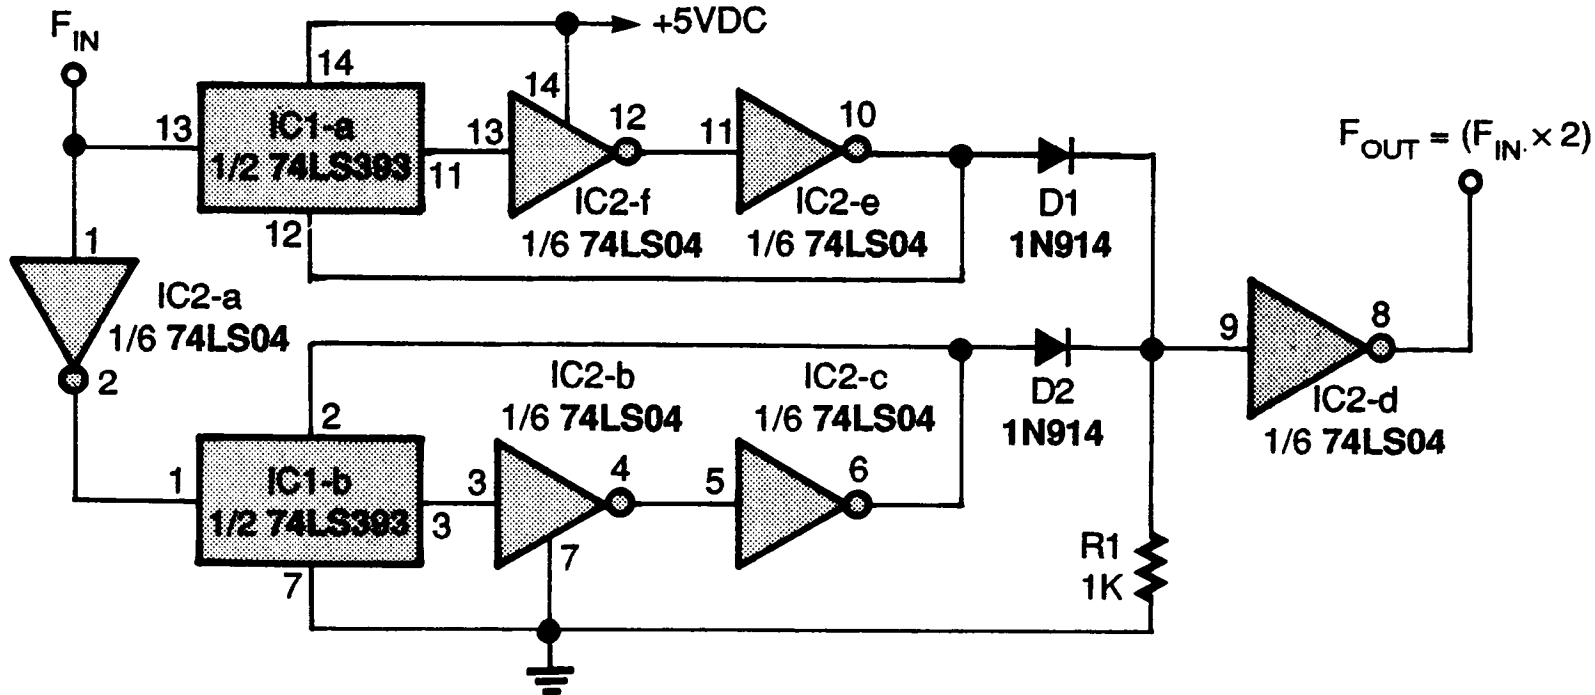 F_IN
+5VDC
14
13
IC1-a
1/2 74LS393
11
12
14
13
12
IC2-f
1/6 74LS04
11
10
IC2-e
1/6 74LS04
D1
1N914
F_OUT = (F_IN × 2)
1
IC2-a
1/6 74LS04
2
2
1
IC1-b
1/2 74LS393
3
7
IC2-b
1/6 74LS04
3
4
7
IC2-c
1/6 74LS04
5
6
D2
1N914
9
8
IC2-d
1/6 74LS04
R1
1K